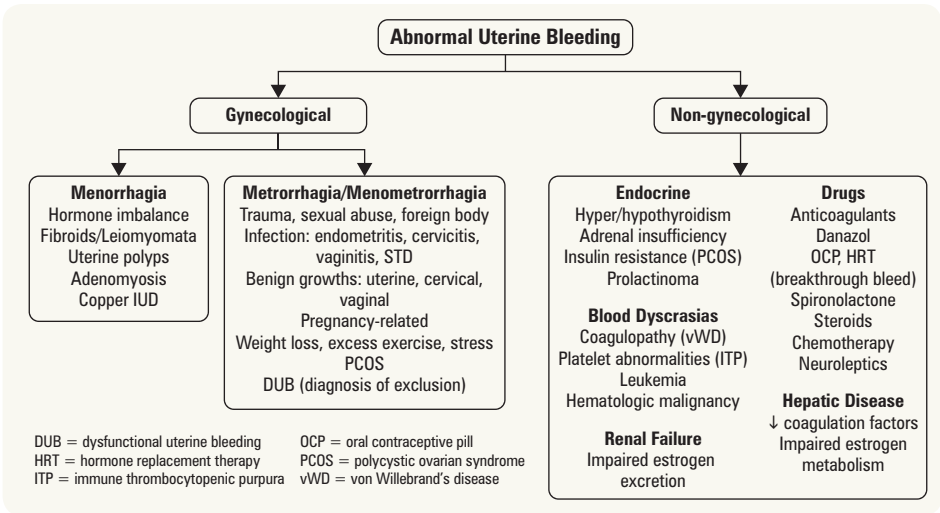 Abnormal Uterine Bleeding
Gynecological
Non-gynecological
Menorrhagia
Hormone imbalance
Fibroids/Leiomyomata
Uterine polyps
Adenomyosis
Copper IUD
Metrorrhagia/Menometrorrhagia
Trauma, sexual abuse, foreign body
Infection: endometritis, cervicitis,
vaginitis, STD
Benign growths: uterine, cervical,
vaginal
Pregnancy-related
Weight loss, excess exercise, stress
PCOS
DUB (diagnosis of exclusion)
Endocrine
Hyper/hypothyroidism
Adrenal insufficiency
Insulin resistance (PCOS)
Prolactinoma
Blood Dyscrasias
Coagulopathy (vWD)
Platelet abnormalities (ITP)
Leukemia
Hematologic malignancy
Renal Failure
Impaired estrogen
excretion
Drugs
Anticoagulants
Danazol
OCP, HRT
(breakthrough bleed)
Spironolactone
Steroids
Chemotherapy
Neuroleptics
Hepatic Disease
↓ coagulation factors
Impaired estrogen
metabolism
DUB = dysfunctional uterine bleeding
HRT = hormone replacement therapy
ITP = immune thrombocytopenic purpura
OCP = oral contraceptive pill
PCOS = polycystic ovarian syndrome
vWD = von Willebrand's disease